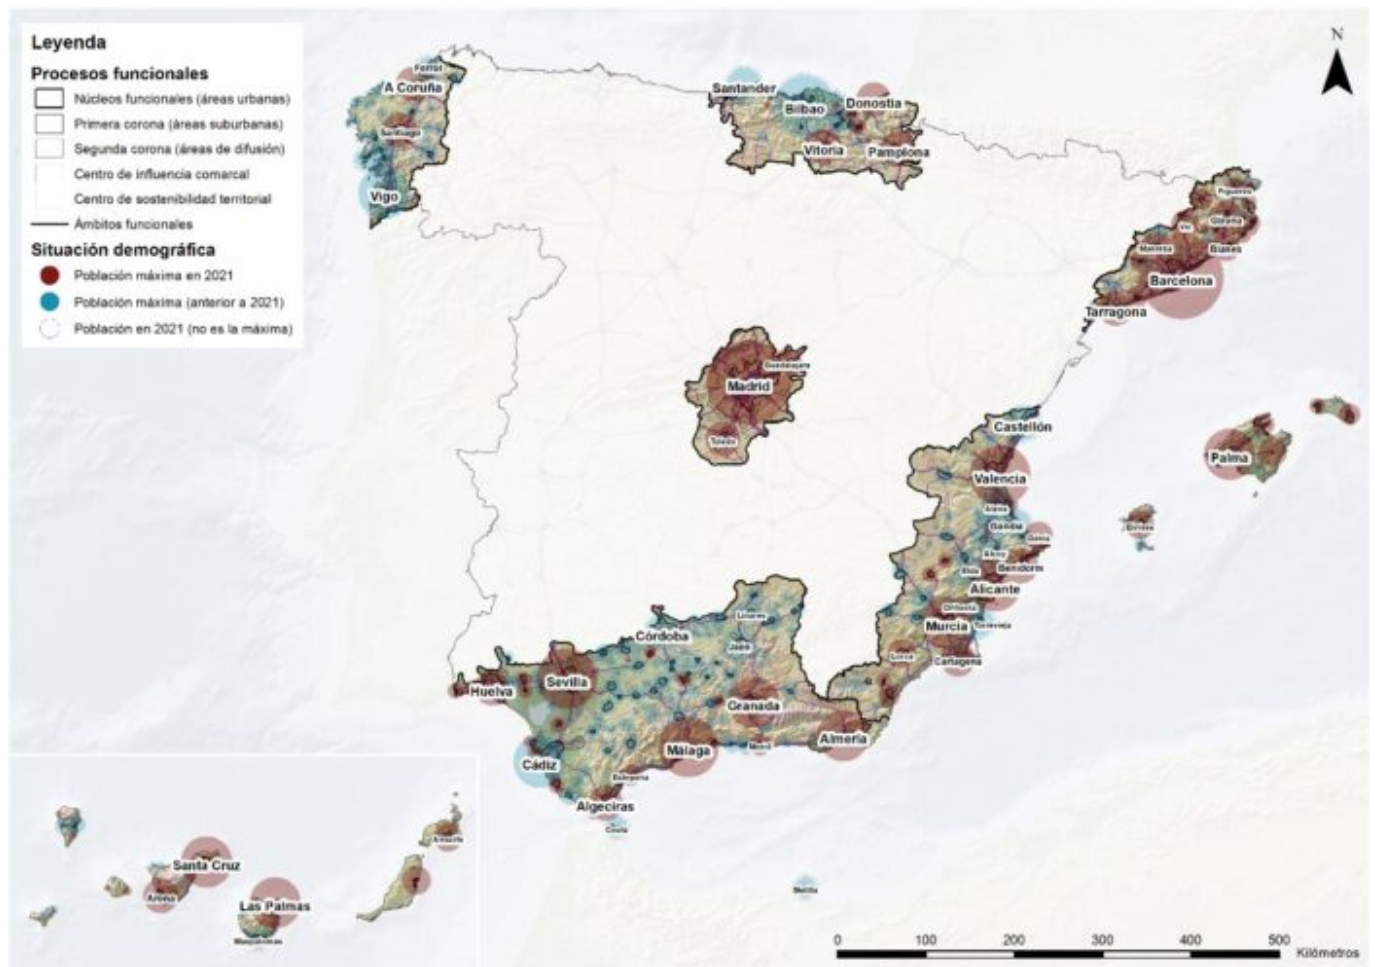 Leyenda
Procesos funcionales
Núcleos funcionales (áreas urbanas)
Primera corona (áreas suburbanas)
Segunda corona (áreas de difusión)
Centro de influencia comarcal
Centro de sostenibilidad territorial
Ámbitos funcionales
Situación demográfica
Población máxima en 2021
Población máxima (anterior a 2021)
Población en 2021 (no es la máxima)
N
Ferrol
A Coruña
Santiago
Vigo
Santander
Bilbao
Donostia
Vitoria
Pamplona
Figueres
Girona
Vic
Manresa
Blanes
Barcelona
Tarragona
Guadalajara
Madrid
Toledo
Castellón
Valencia
Palma
Gandia
Denia
Alcoy
Elda
Benidorm
Alicante
Orihuela
Murcia
Torrevieja
Lorca
Cartagena
Linares
Córdoba
Jaén
Huelva
Sevilla
Granada
Almería
Málaga
Motril
Cádiz
Estepona
Algeciras
Ceuta
Melilla
Arrecife
Santa Cruz
Arona
Las Palmas
Maspalomas
0 100 200 300 400 500
Kilómetros